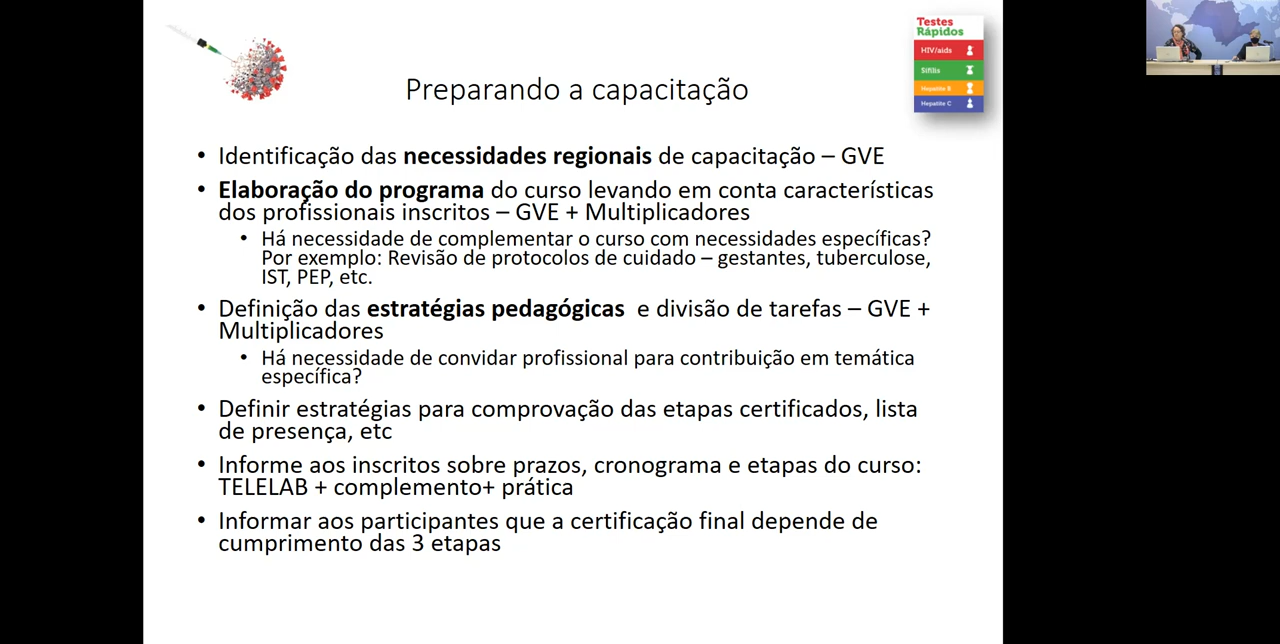 Testes
Rápidos
HIV/aids
Sífilis
Hepatite B
Hepatite C
Preparando a capacitação
• Identificação das necessidades regionais de capacitação – GVE
• Elaboração do programa do curso levando em conta características
dos profissionais inscritos – GVE + Multiplicadores
• Há necessidade de complementar o curso com necessidades específicas?
Por exemplo: Revisão de protocolos de cuidado – gestantes, tuberculose,
IST, PEP, etc.
• Definição das estratégias pedagógicas e divisão de tarefas – GVE +
Multiplicadores
• Há necessidade de convidar profissional para contribuição em temática
específica?
• Definir estratégias para comprovação das etapas certificados, lista
de presença, etc
• Informe aos inscritos sobre prazos, cronograma e etapas do curso:
TELELAB + complemento+ prática
• Informar aos participantes que a certificação final depende de
cumprimento das 3 etapas